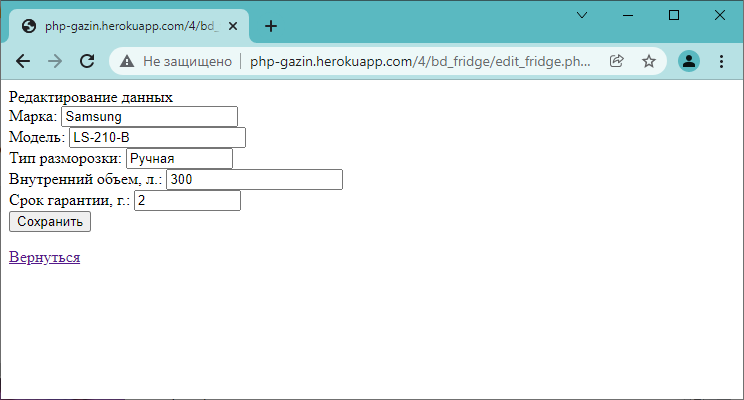 php-gazin.herokuapp.com/4/bd_
Не защищено | php-gazin.herokuapp.com/4/bd_fridge/edit_fridge.ph...
Редактирование данных
Марка: Samsung
Модель: LS-210-B
Тип разморозки: Ручная
Внутренний объем, л.: 300
Срок гарантии, г.: 2
Сохранить
Вернуться